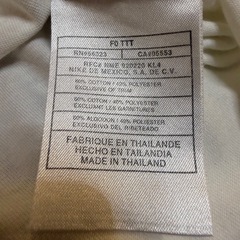 F0 TTT
RN#56323 CA#05553
RFC# NME 920220 KL4
NIKE DE MEXICO, S.A. DE C.V.
60% COTTON / 40% POLYESTER
EXCLUSIVE OF TRIM
60% COTON / 40% POLYESTER
EXCLUANT LES GARNITURES
60% ALGODON / 40% POLIESTER
EXCLUSIVO DEL RIBETEADO
FABRIQUE EN THAILANDE
HECHO EN TAILANDIA
MADE IN THAILAND